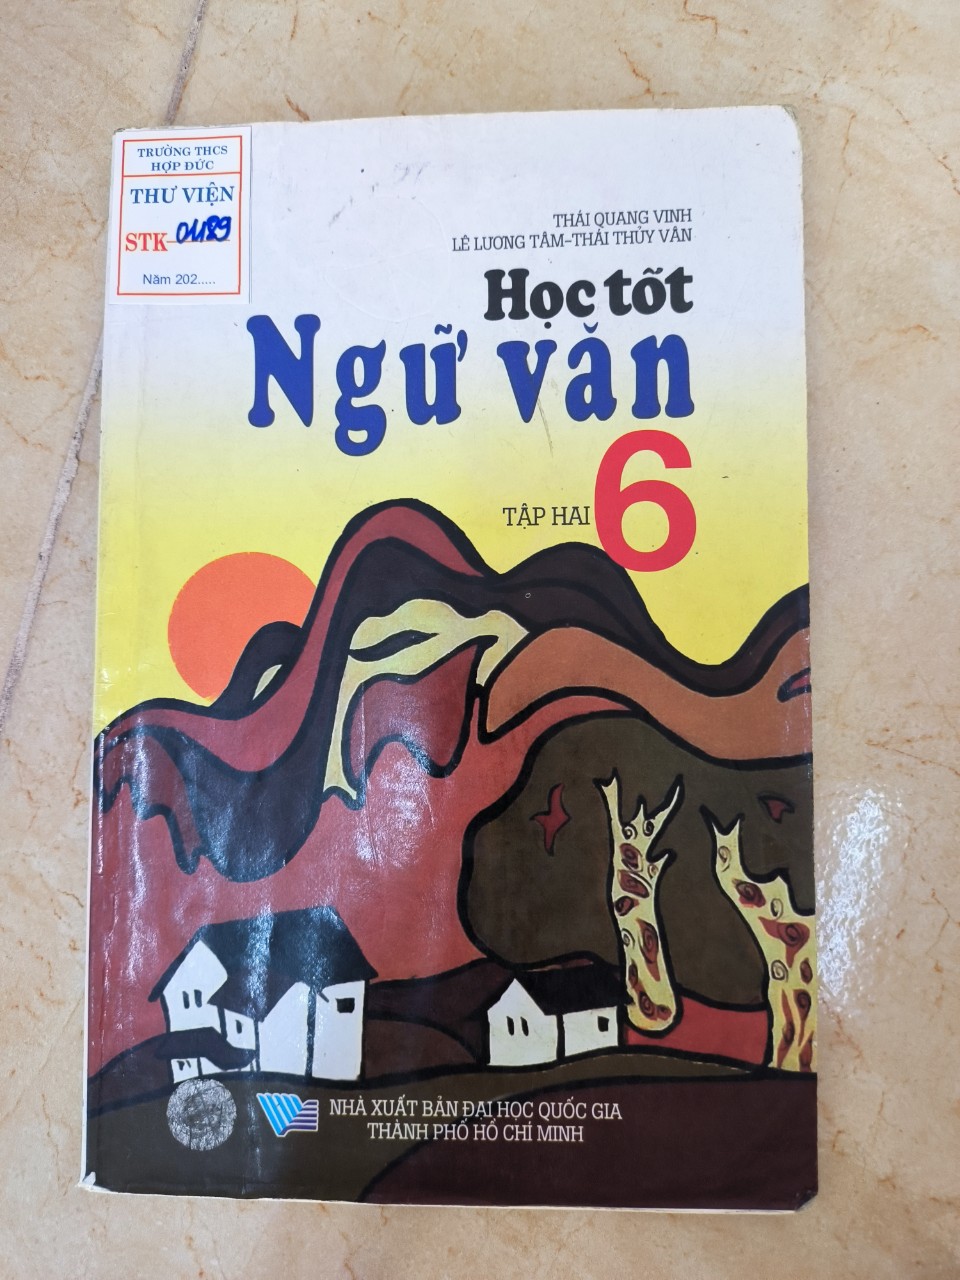 TRƯỜNG THCS
HỢP ĐỨC
THƯ VIỆN
STK 01189
Năm 202.....
THÁI QUANG VINH
LÊ LƯƠNG TÂM-THÁI THỦY VÂN
Học tốt
Ngữ văn
6
TẬP HAI
NHÀ XUẤT BẢN ĐẠI HỌC QUỐC GIA
THÀNH PHỐ HỒ CHÍ MINH